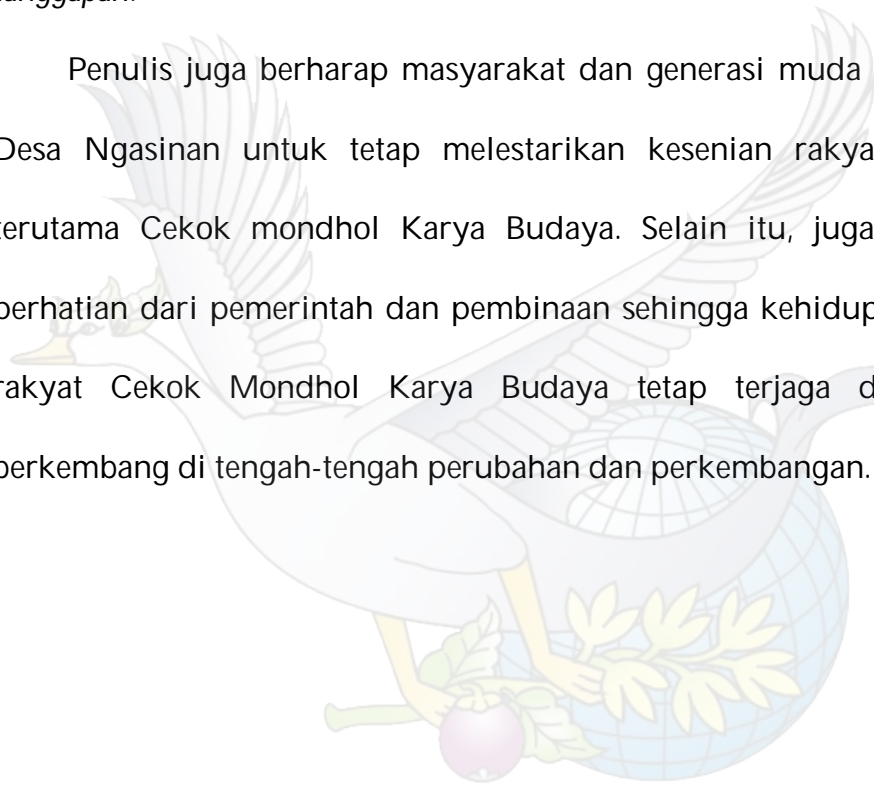 Penulis juga berharap masyarakat dan generasi muda
Desa Ngasinan untuk tetap melestarikan kesenian
terutama Cekok mondhol Karya Budaya. Selain itu, juga
perhatian dari pemerintah dan pembinaan sehingga
rakyat Cekok Mondhol Karya Budaya tetap terjaga
berkembang di tengah-tengah perubahan dan perkembangan.